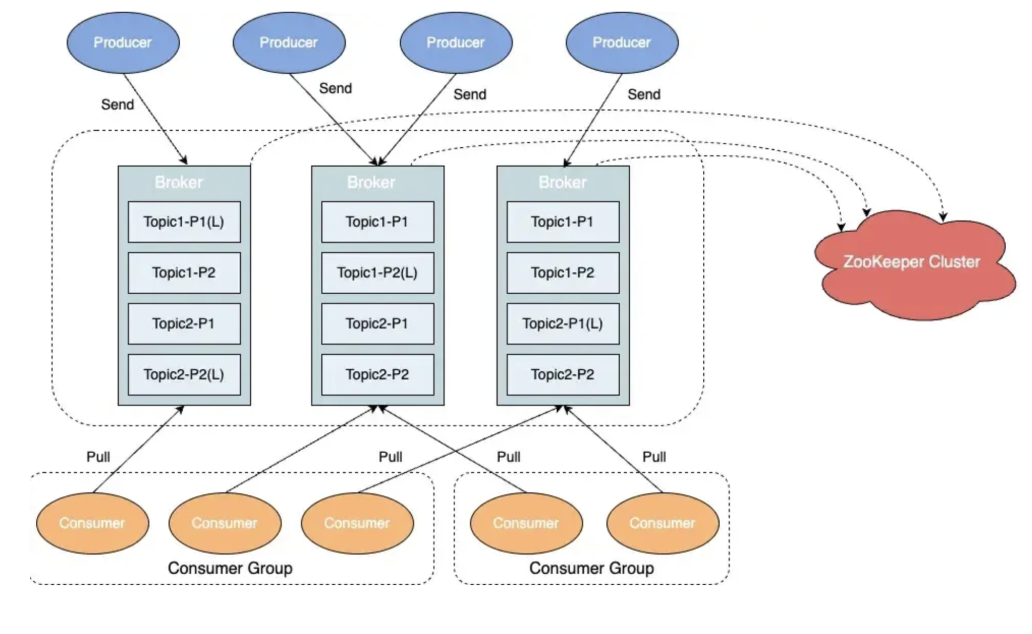 Producer
Producer
Producer
Producer
Send
Send
Send
Send
Broker
Topic1-P1(L)
Topic1-P2
Topic2-P1
Topic2-P2(L)
Broker
Topic1-P1
Topic1-P2(L)
Topic2-P1
Topic2-P2
Broker
Topic1-P1
Topic1-P2
Topic2-P1(L)
Topic2-P2
ZooKeeper Cluster
Pull
Pull
Pull
Pull
Consumer
Consumer
Consumer
Consumer Group
Consumer
Consumer
Consumer Group